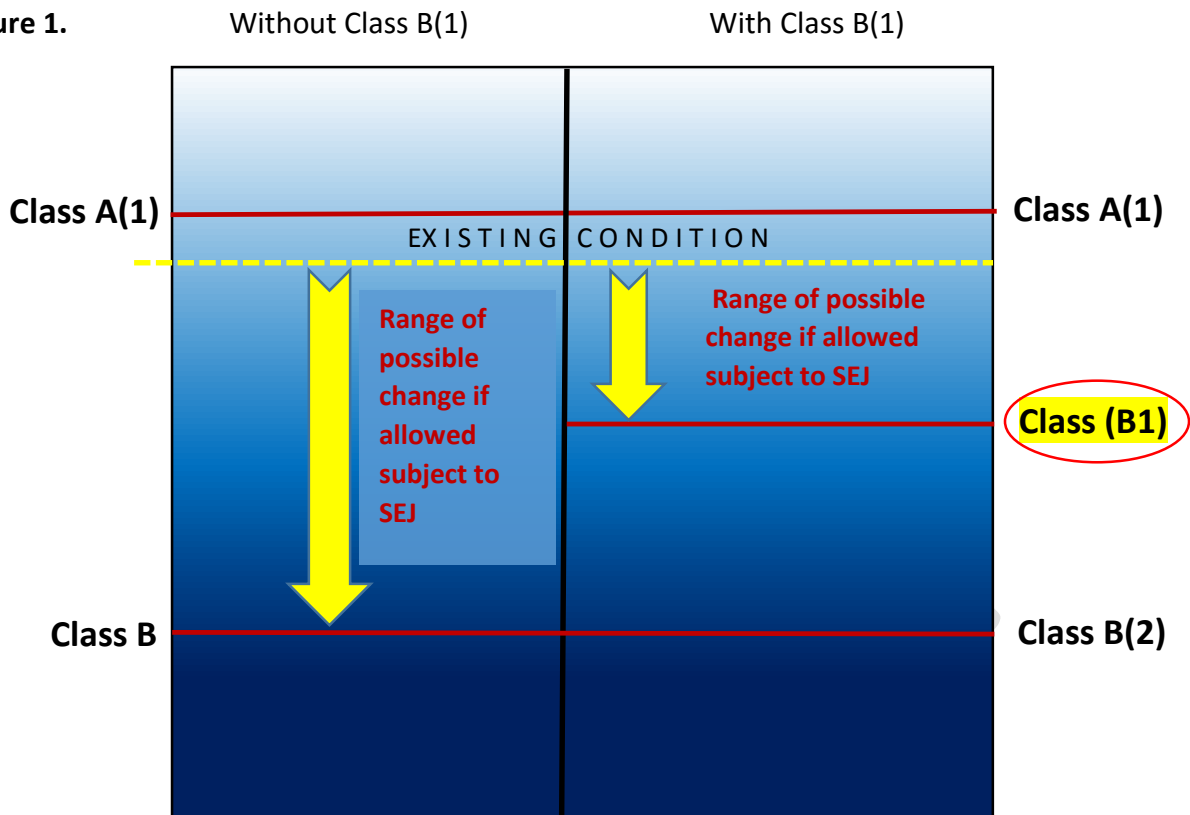 ure 1.
Without Class B(1)
With Class B(1)
Class A(1)
Class A(1)
EXISTING CONDITION
Range of
possible
change if
allowed
subject to
SEJ
Range of possible
change if allowed
subject to SEJ
Class (B1)
Class B
Class B(2)